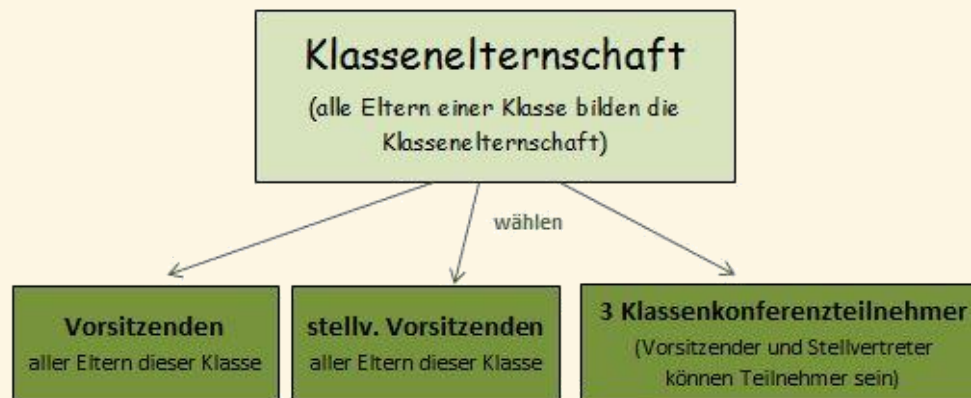 Klassenelternschaft
(alle Eltern einer Klasse bilden die
Klassenelternschaft)
wählen
Vorsitzenden
aller Eltern dieser Klasse
stellv. Vorsitzenden
aller Eltern dieser Klasse
3 Klassenkonferenzteilnehmer
(Vorsitzender und Stellvertreter
können Teilnehmer sein)